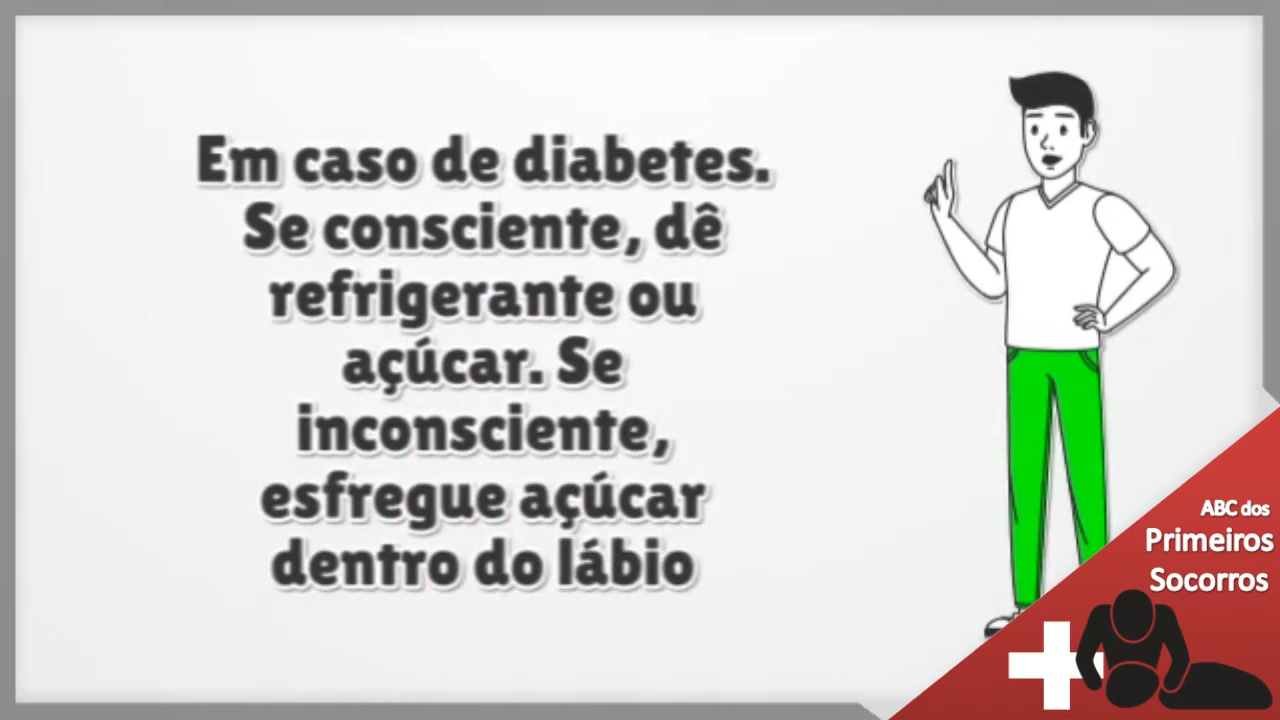 Em caso de diabetes.
Se consciente, dê
refrigerante ou
açúcar. Se
inconsciente,
esfregue açúcar
dentro do lábio
ABC dos
Primeiros
Socorros